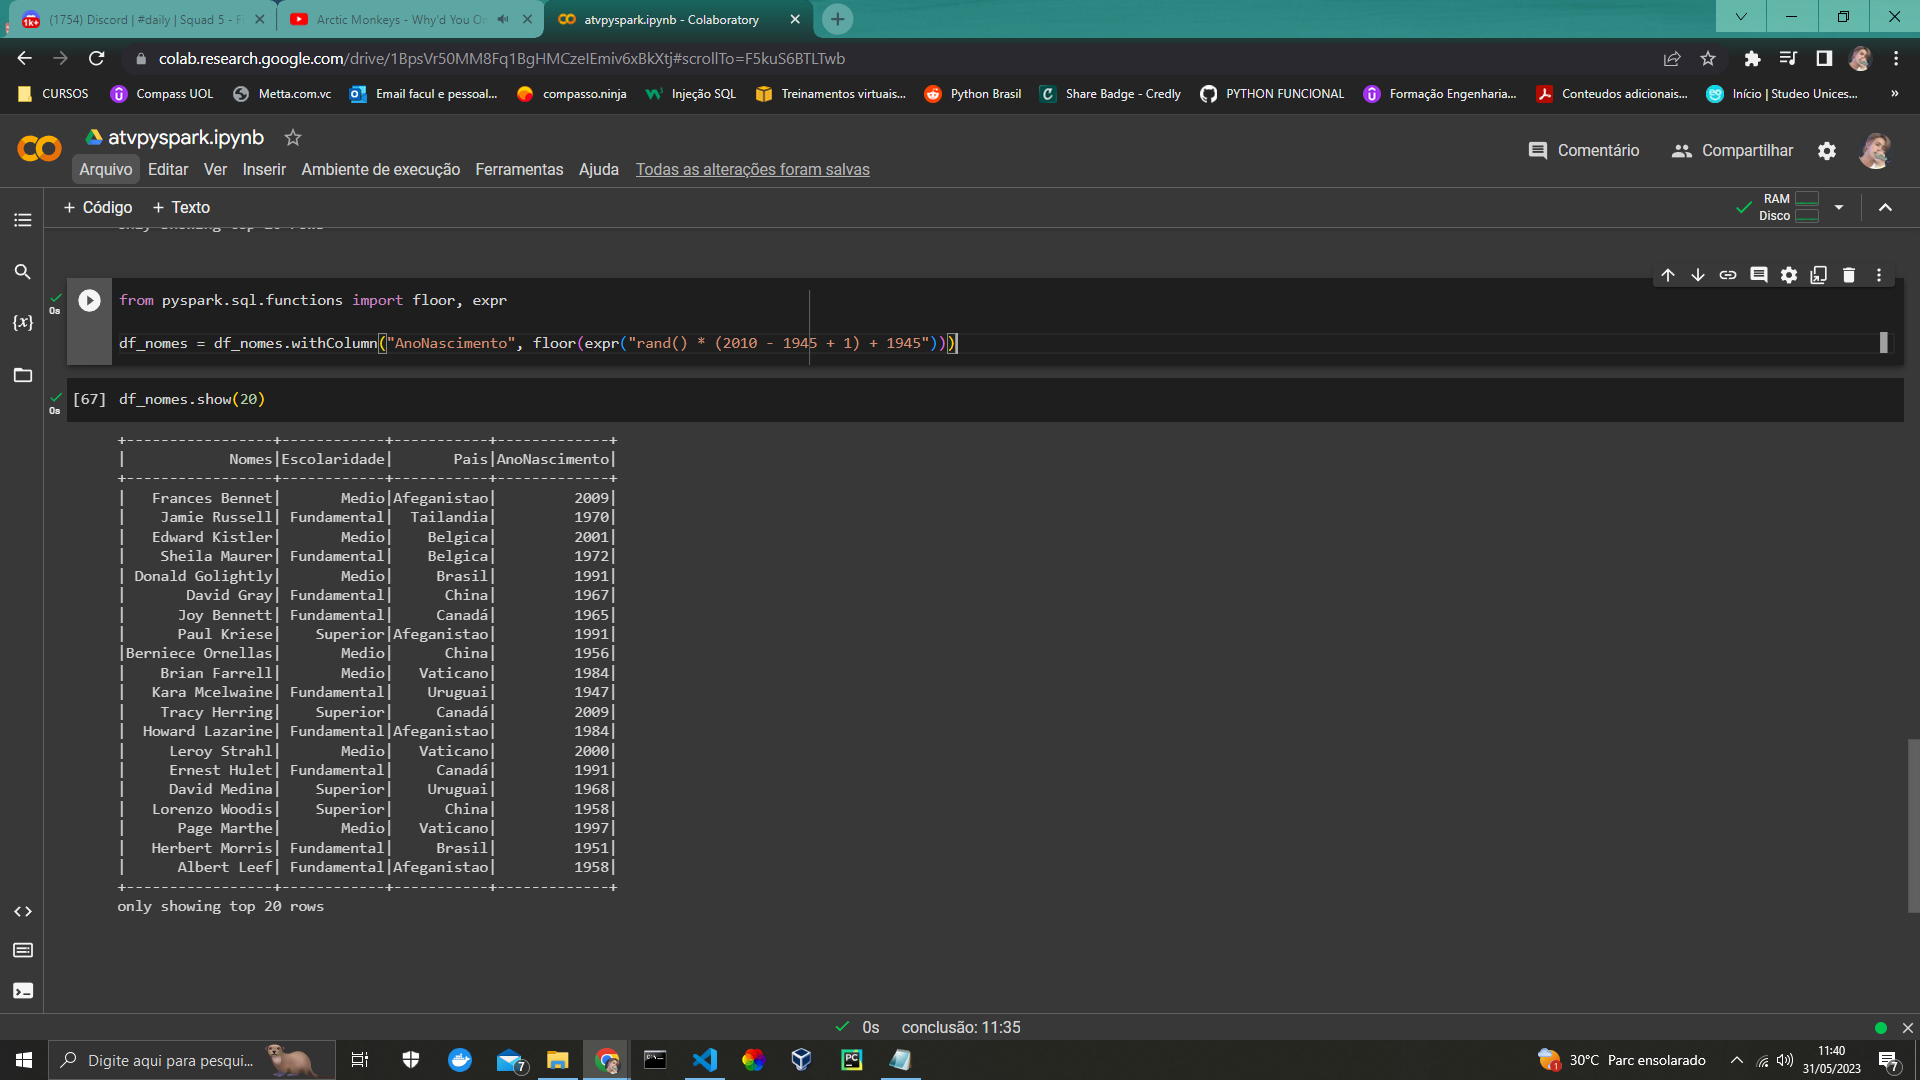 (1754) Discord | #daily | Squad 5 - F
Arctic Monkeys - Why'd You On
atvpyspark.ipynb - Colaboratory
colab.research.google.com/drive/1BpsVr50MM8Fq1BgHMCzeIEmiv6xBkXtj#scrollTo=F5kuS6BTLTwb
CURSOS
Compass UOL
Metta.com.vc
Email facul e pessoal...
compasso.ninja
Injeção SQL
Treinamentos virtuais...
Python Brasil
Share Badge - Credly
PYTHON FUNCIONAL
Formação Engenharia...
Conteudos adicionais...
Início | Studeo Unices...
»
atvpyspark.ipynb
Comentário
Compartilhar
Arquivo Editar Ver Inserir Ambiente de execução Ferramentas Ajuda Todas as alterações foram salvas
+ Código + Texto
RAM
Disco
only showing top 20 rows
0s
from pyspark.sql.functions import floor, expr
df_nomes = df_nomes.withColumn("AnoNascimento", floor(expr("rand() * (2010 - 1945 + 1) + 1945")))
0s
[67] df_nomes.show(20)
+-----------------+------------+-----------+-------------+
|            Nomes|Escolaridade|       Pais|AnoNascimento|
+-----------------+------------+-----------+-------------+
|   Frances Bennet|       Medio|Afeganistao|         2009|
|    Jamie Russell| Fundamental|  Tailandia|         1970|
|   Edward Kistler|       Medio|    Belgica|         2001|
|    Sheila Maurer| Fundamental|    Belgica|         1972|
| Donald Golightly|       Medio|     Brasil|         1991|
|       David Gray| Fundamental|      China|         1967|
|      Joy Bennett| Fundamental|     Canadá|         1965|
|      Paul Kriese|    Superior|Afeganistao|         1991|
|Berniece Ornellas|       Medio|      China|         1956|
|    Brian Farrell|       Medio|   Vaticano|         1984|
|   Kara Mcelwaine| Fundamental|    Uruguai|         1947|
|    Tracy Herring|    Superior|     Canadá|         2009|
|  Howard Lazarine| Fundamental|Afeganistao|         1984|
|     Leroy Strahl|       Medio|   Vaticano|         2000|
|     Ernest Hulet| Fundamental|     Canadá|         1991|
|     David Medina|    Superior|    Uruguai|         1968|
|   Lorenzo Woodis|    Superior|      China|         1958|
|      Page Marthe|       Medio|   Vaticano|         1997|
|   Herbert Morris| Fundamental|     Brasil|         1951|
|      Albert Leef| Fundamental|Afeganistao|         1958|
+-----------------+------------+-----------+-------------+
only showing top 20 rows
0s conclusão: 11:35
Digite aqui para pesqui...
7
30°C Parc ensolarado
11:40
31/05/2023
7